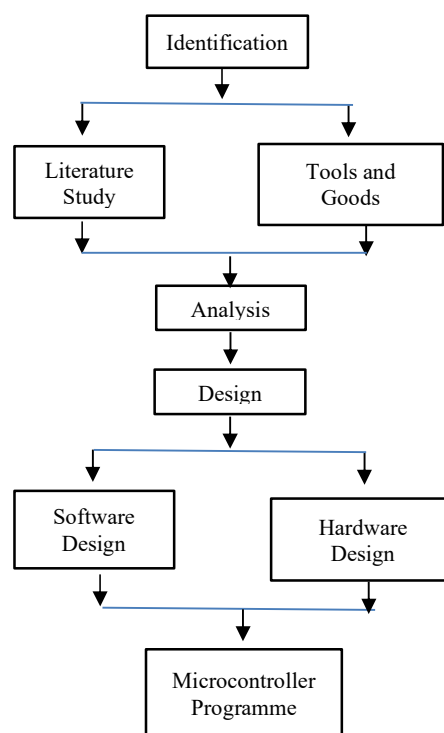 Identification
Literature
Study
Tools and
Goods
Analysis
Design
Software
Design
Hardware
Design
Microcontroller
Programme